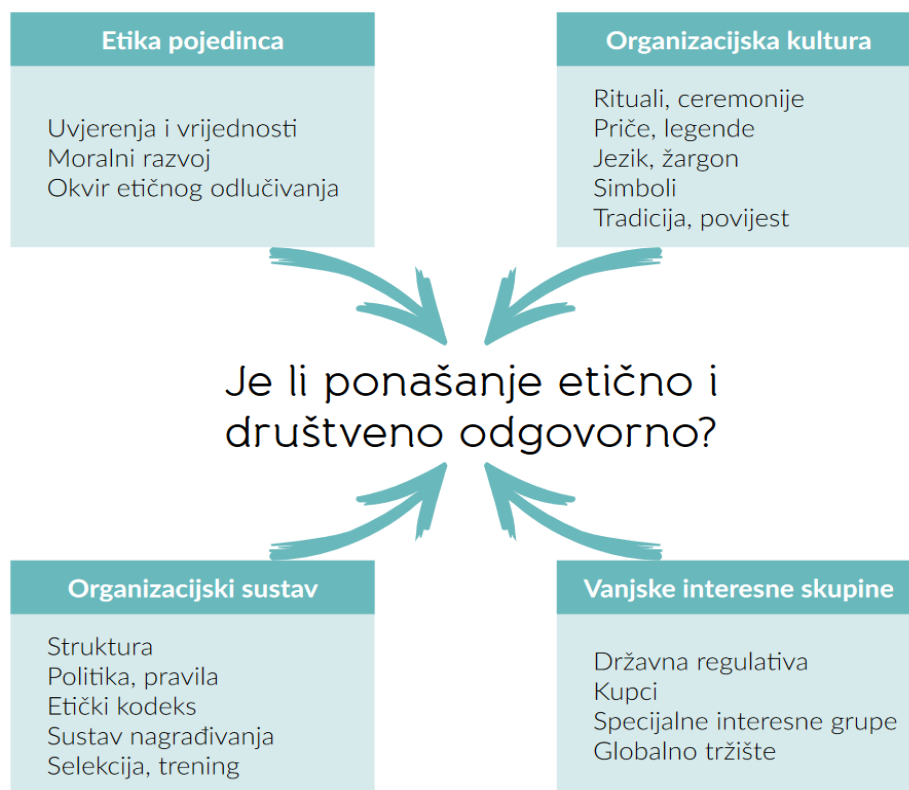 Etika pojedinca
Uvjerenja i vrijednosti
Moralni razvoj
Okvir etičnog odlučivanja
Organizacijska kultura
Rituali, ceremonije
Priče, legende
Jezik, žargon
Simboli
Tradicija, povijest
Je li ponašanje etično i
društveno odgovorno?
Organizacijski sustav
Struktura
Politika, pravila
Etički kodeks
Sustav nagrađivanja
Selekcija, trening
Vanjske interesne skupine
Državna regulativa
Kupci
Specijalne interesne grupe
Globalno tržište